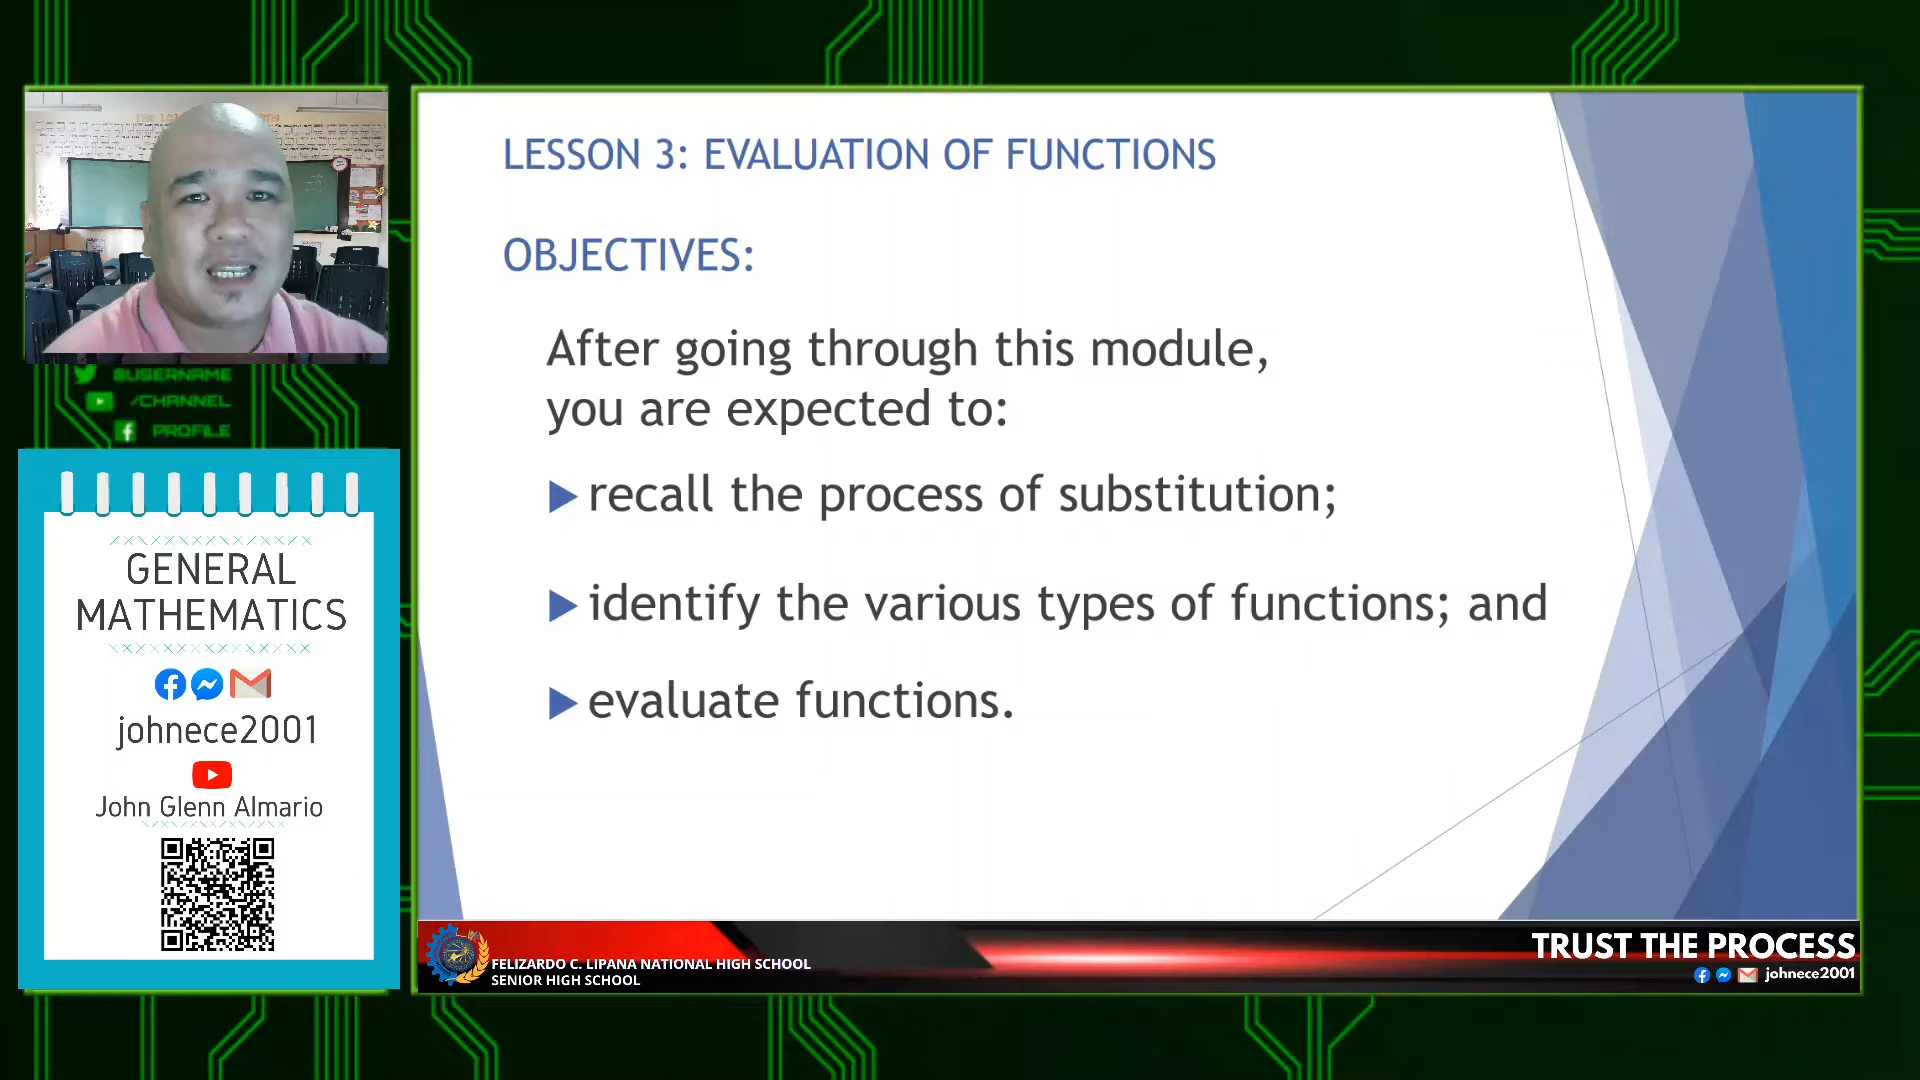 LESSON 3: EVALUATION OF FUNCTIONS
OBJECTIVES:
After going through this module,
you are expected to:
recall the process of substitution;
identify the various types of functions; and
evaluate functions.
@USERNAME
/CHANNEL
PROFILE
GENERAL
MATHEMATICS
johnece2001
John Glenn Almario
FELIZARDO C. LIPANA NATIONAL HIGH SCHOOL
SENIOR HIGH SCHOOL
TRUST THE PROCESS
johnece2001